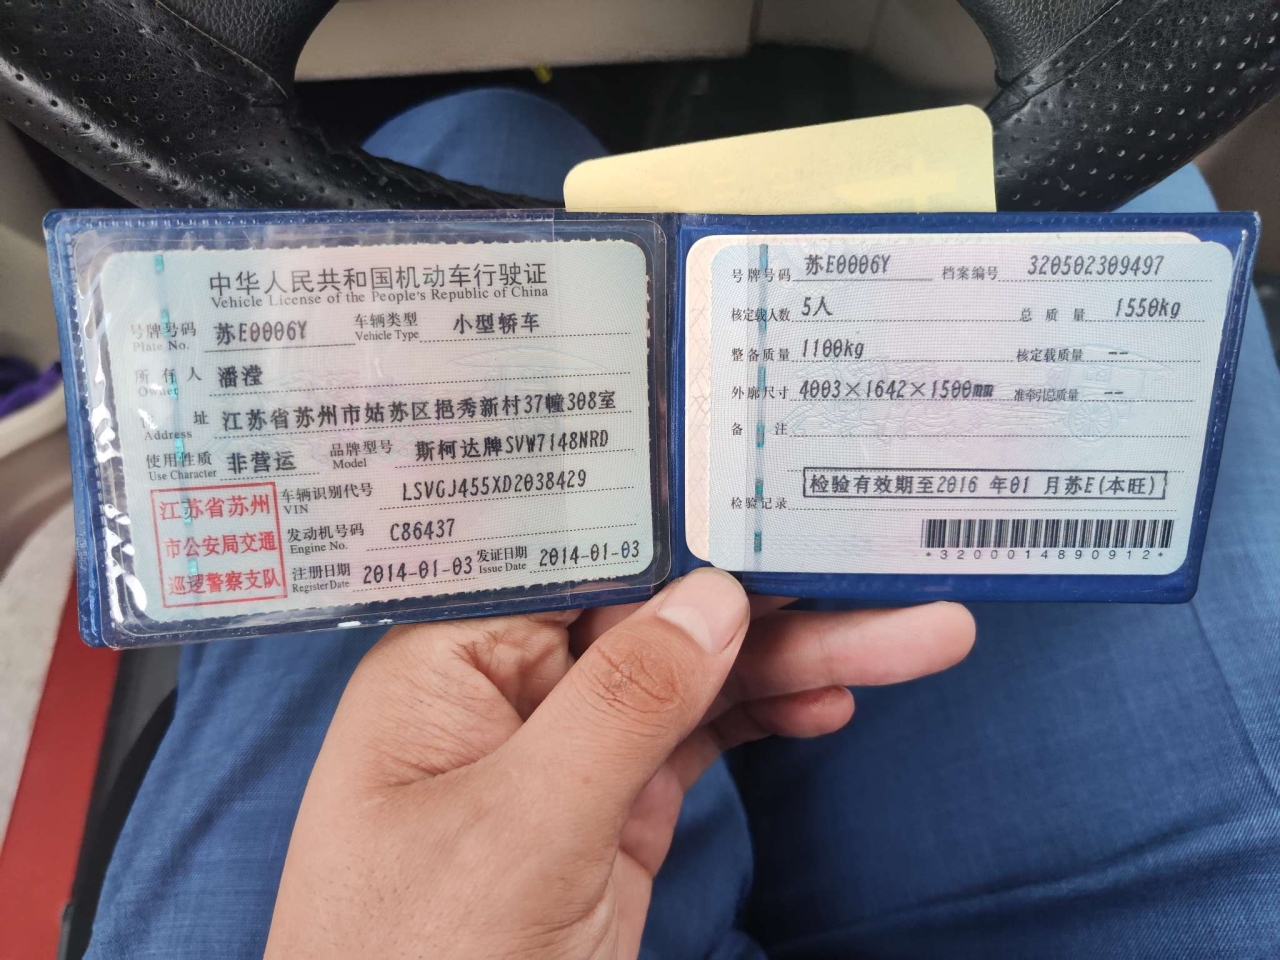 中华人民共和国机动车行驶证
Vehicle License of the People's Republic of China
号牌号码 苏E0006Y 车辆类型 小型轿车
Plate No. Vehicle Type
所有人 潘滢
Owner
址 江苏省苏州市姑苏区挹秀新村37幢308室
Address
使用性质 非营运 品牌型号 斯柯达牌SVW7148NRD
Use Character Model
江苏省苏州
市公安局交通
巡逻警察支队
车辆识别代号 LSVGJ455XD2038429
VIN
发动机号码 C86437
Engine No.
注册日期 2014-01-03 发证日期 2014-01-03
Register Date Issue Date
号牌号码 苏E0006Y 档案编号 320502309497
核定载人数 5人 总质量 1550kg
整备质量 1100kg 核定载质量 --
外廓尺寸 4003×1642×1500mm 准牵引总质量 --
备注
检验记录 检验有效期至2016 年01 月苏E(本旺)
*3200014890912*